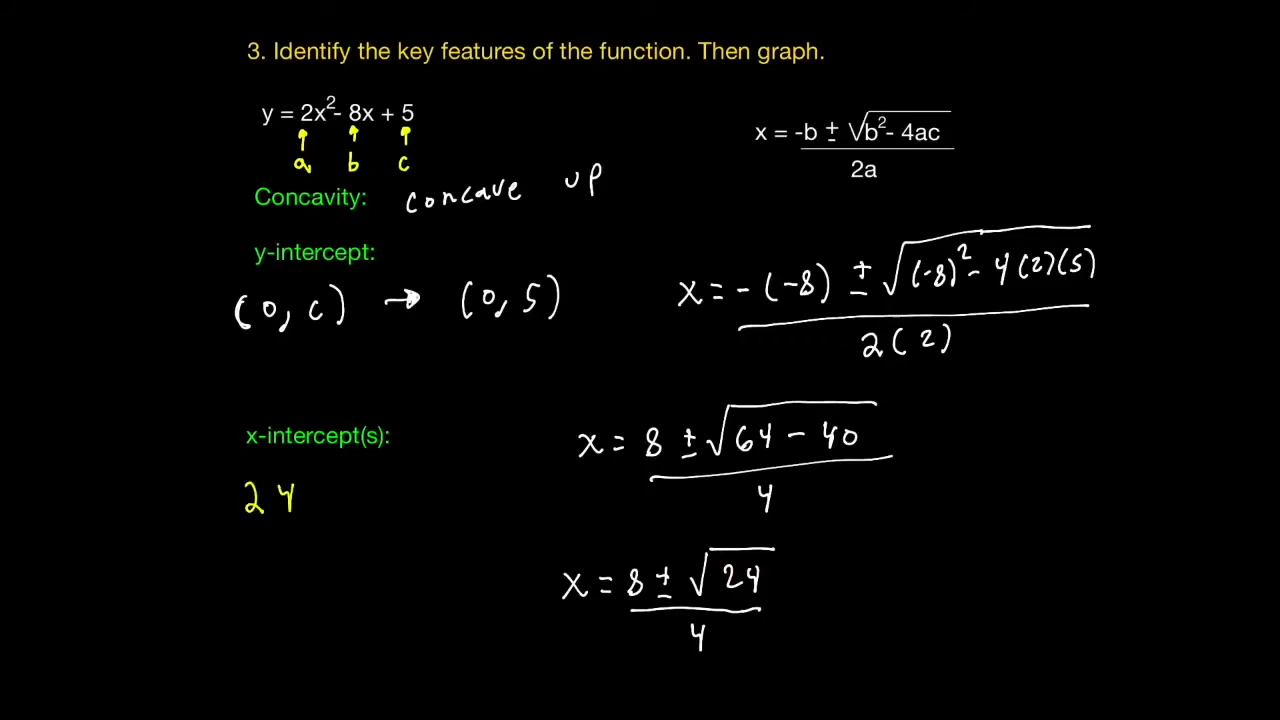 3. Identify the key features of the function. Then graph.
y = 2x² - 8x + 5
a b c
x = -b ± √b² - 4ac
2a
Concavity: concave up
y-intercept:
(0, c) → (0, 5)
x = -(-8) ± √(-8)² - 4(2)(5)
2(2)
x-intercept(s):
24
x = 8 ± √64 - 40
4
x = 8 ± √24
4